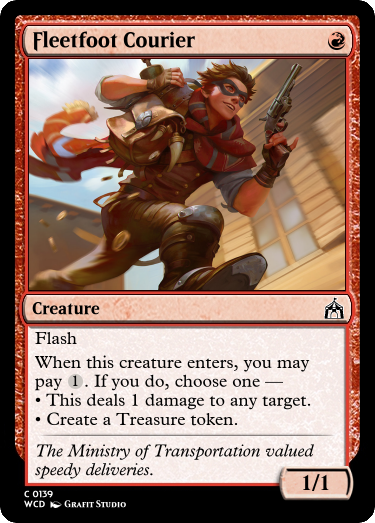 Fleetfoot Courier
Creature
Flash
When this creature enters, you may
pay 1. If you do, choose one —
• This deals 1 damage to any target.
• Create a Treasure token.
The Ministry of Transportation valued
speedy deliveries.
1/1
C 0139
WCD Grafit Studio